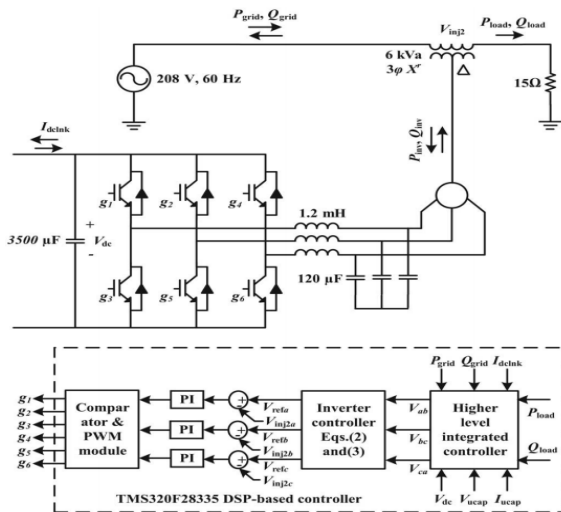 Pgrid, Qgrid
Vinj2
Pload, Qload
6 kVa
3φ Xʳ
Δ
208 V, 60 Hz
15Ω
Idclnk
Pinv, Qinv
g1
g2
g4
1.2 mH
3500 µF
+
Vdc
-
120 µF
g3
g5
g6
Pgrid Qgrid Idclnk
g1
g2
g3
g4
g5
g6
Compar
ator &
PWM
module
PI
PI
PI
Vrefa
Vinj2a
Vrefb
Vinj2b
Vrefc
Vinj2c
Inverter
controller
Eqs.(2)
and(3)
Vab
Vbc
Vca
Higher
level
integrated
controller
Pload
Qload
Vdc Vucap Iucap
TMS320F28335 DSP-based controller